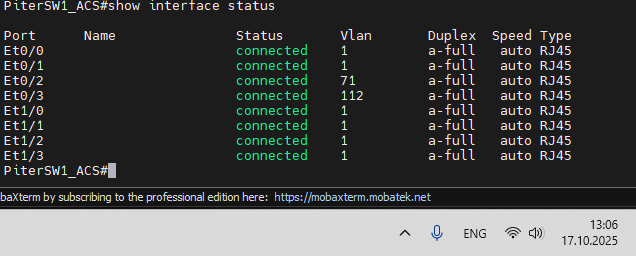 PiterSW1_ACS#show interface status
Port Name Status Vlan Duplex Speed Type
Et0/0 connected 1 a-full auto RJ45
Et0/1 connected 1 a-full auto RJ45
Et0/2 connected 71 a-full auto RJ45
Et0/3 connected 112 a-full auto RJ45
Et1/0 connected 1 a-full auto RJ45
Et1/1 connected 1 a-full auto RJ45
Et1/2 connected 1 a-full auto RJ45
Et1/3 connected 1 a-full auto RJ45
PiterSW1_ACS#
baXterm by subscribing to the professional edition here: https://mobaxterm.mobatek.net
ENG
13:06
17.10.2025